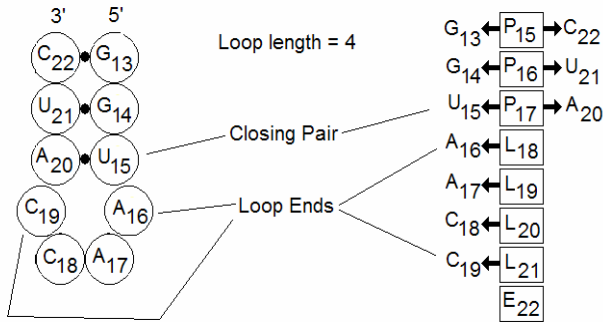 3' 5'
Loop length = 4
C22 G13
U21 G14
A20 U15
C19 A16
C18 A17
Closing Pair
Loop Ends
G13 P15 C22
G14 P16 U21
U15 P17 A20
A16 L18
A17 L19
C18 L20
C19 L21
E22